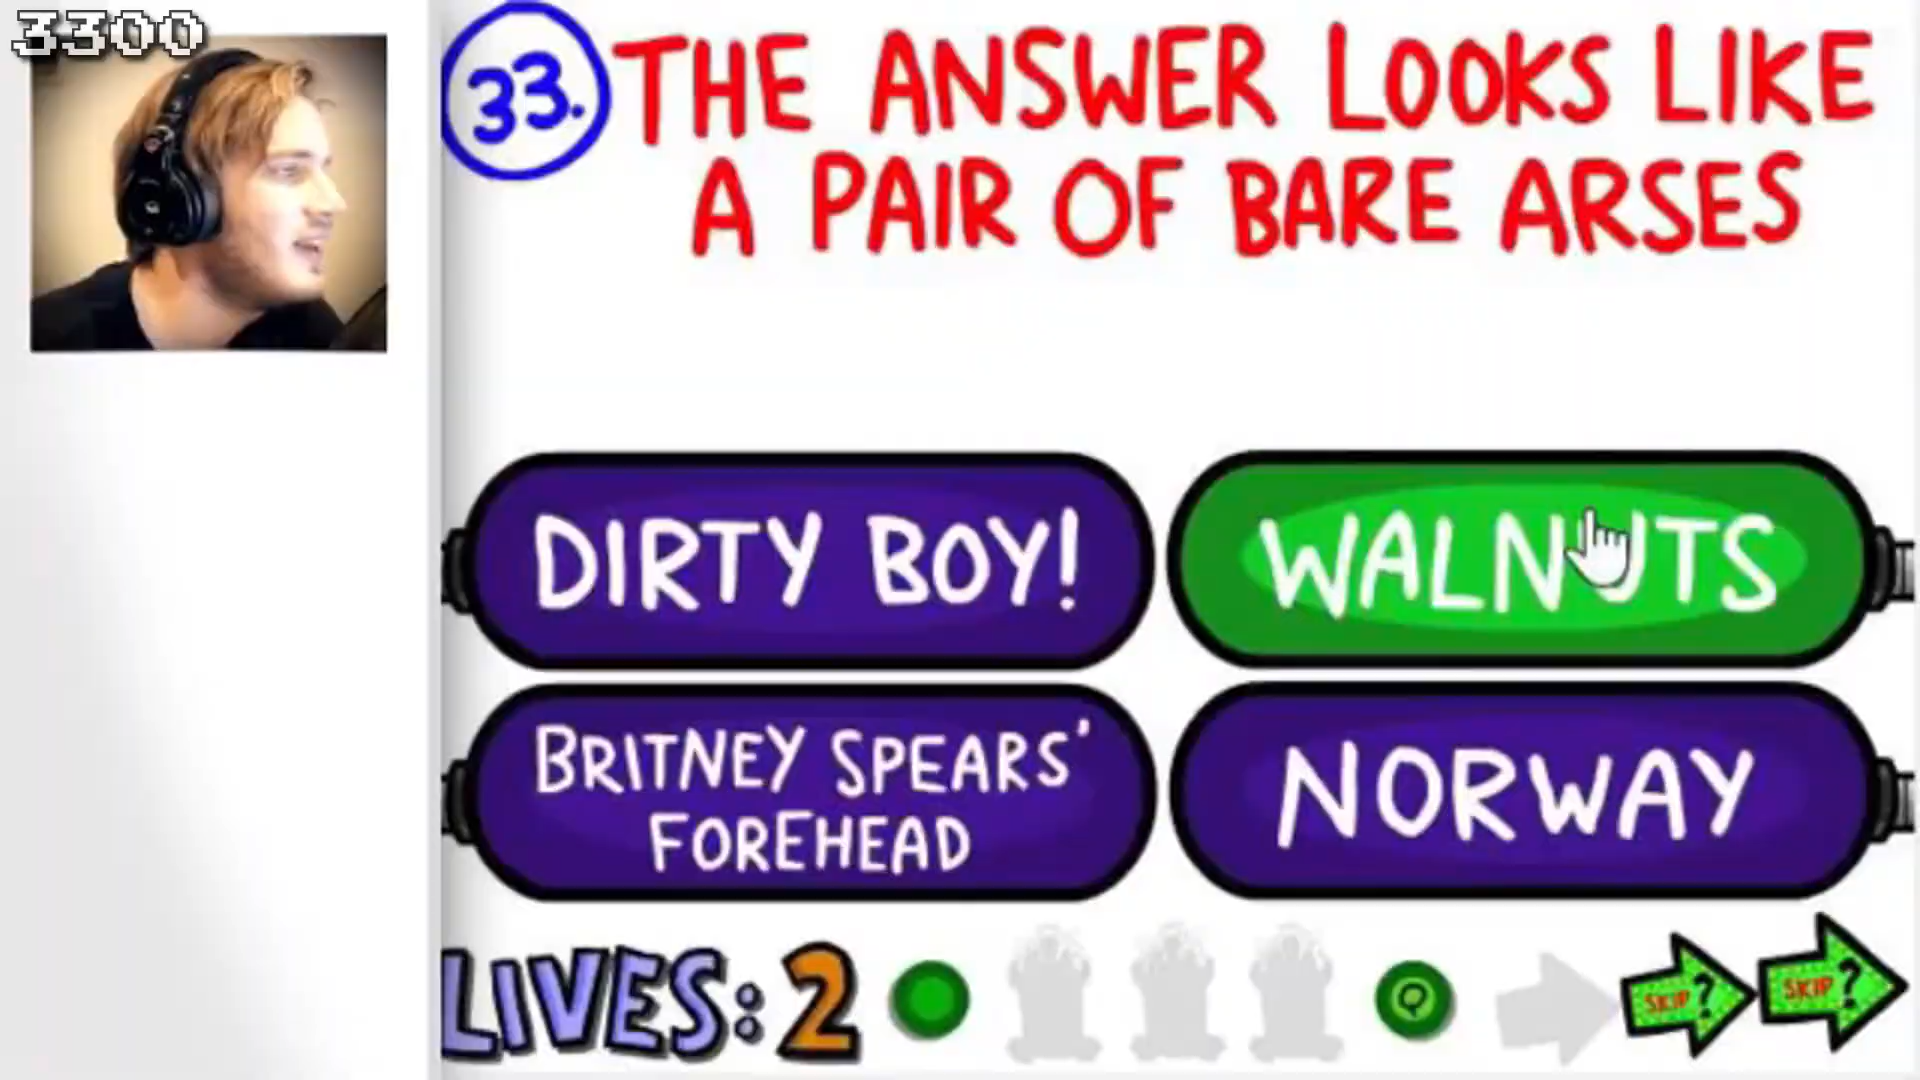 3300
33. THE ANSWER LOOKS LIKE
A PAIR OF BARE ARSES
DIRTY BOY!
WALNUTS
BRITNEY SPEARS'
FOREHEAD
NORWAY
LIVES: 2
SKIP?
SKIP?